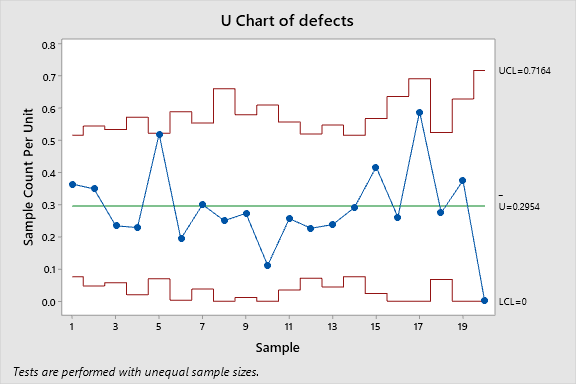 U Chart of defects
0.8
0.7
0.6
0.5
0.4
0.3
0.2
0.1
0.0
Sample Count Per Unit
UCL=0.7164
_
U=0.2954
LCL=0
1 3 5 7 9 11 13 15 17 19
Sample
Tests are performed with unequal sample sizes.